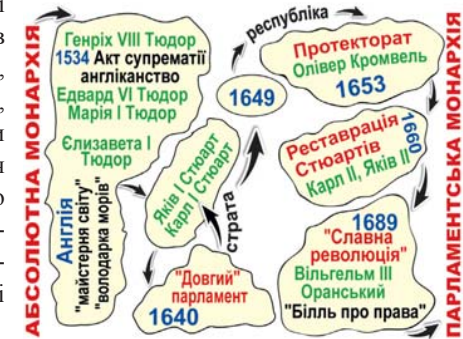 АБСОЛЮТНА МОНАРХІЯ
Генріх VIII Тюдор
1534 Акт супрематії
англіканство
Едвард VI Тюдор
Марія I Тюдор
Єлизавета I
Тюдор
Англія
"майстерня світу"
"володарка морів"
Яків I Стюарт
Карл I Стюарт
"Довгий"
парламент
1640
страта
1649
республіка
Протекторат
Олівер Кромвель
1653
Реставрація
Стюартів
1660
Карл II, Яків II
1689
"Славна
революція"
Вільгельм III
Оранський
"Білль про права"
ПАРЛАМЕНТСЬКА МОНАРХІЯ